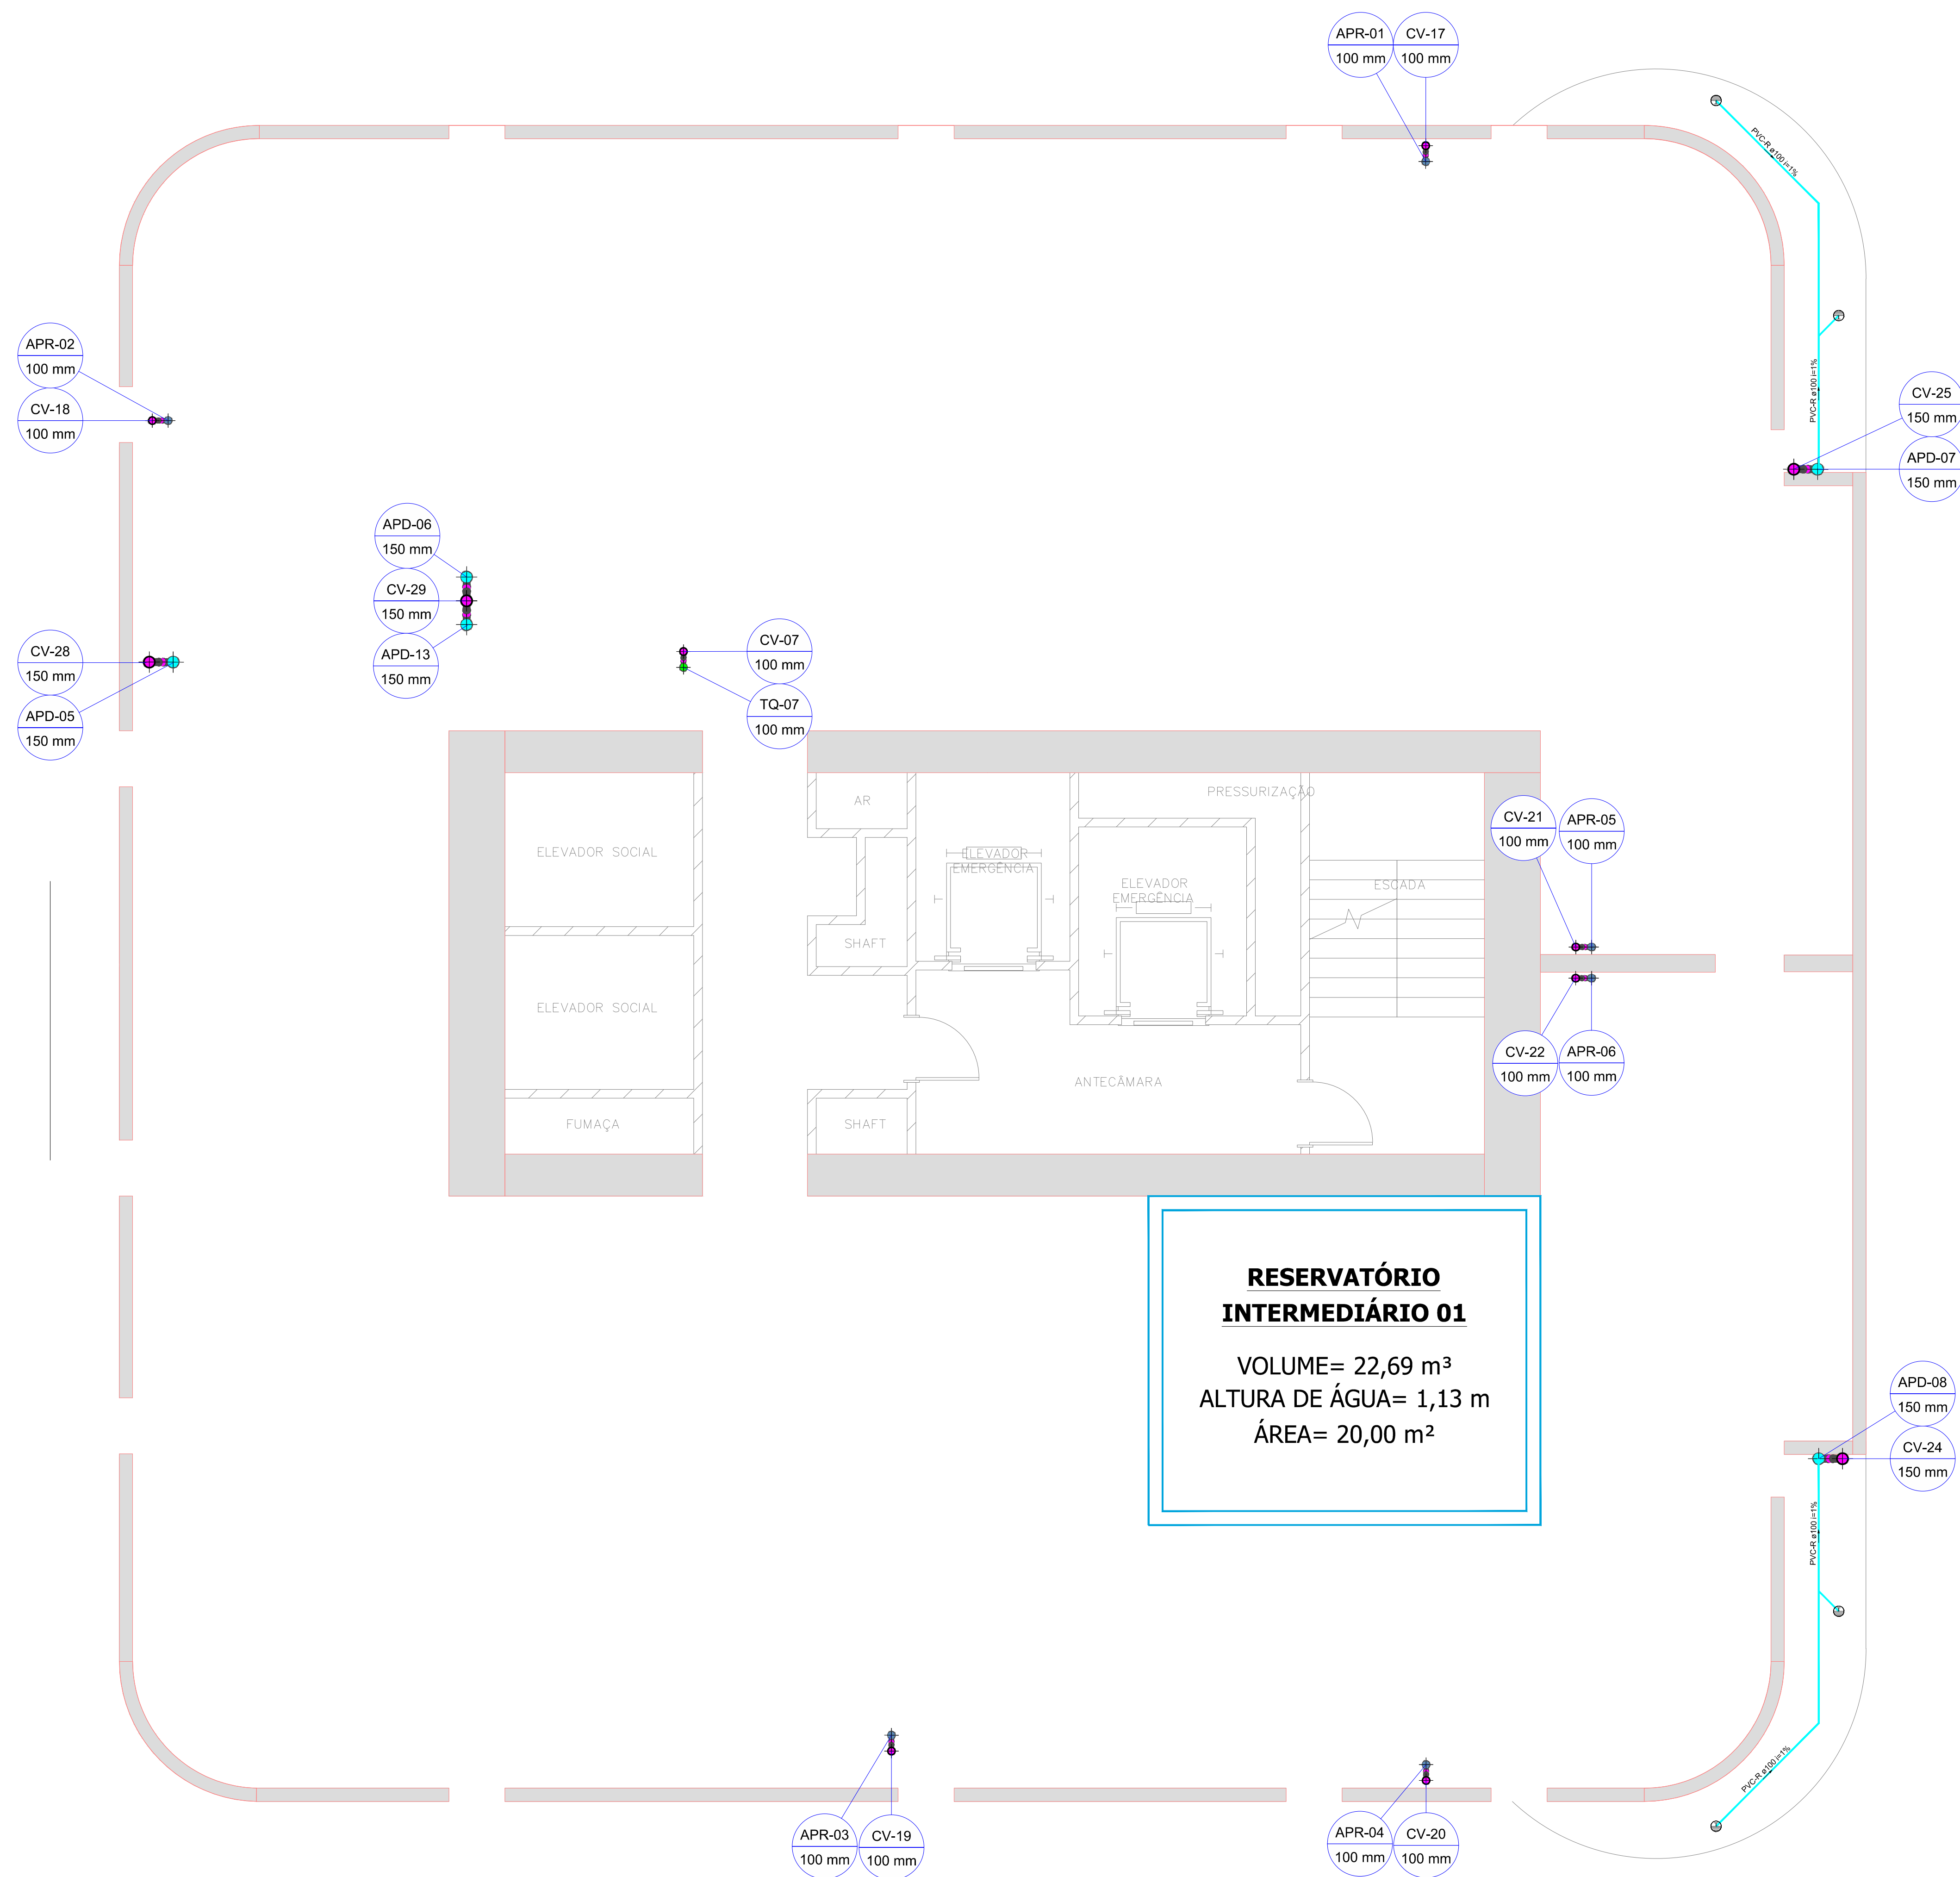 APR-01
100 mm
CV-17
100 mm
PVC-R ø100 i=1%
APR-02
100 mm
CV-18
100 mm
PVC-R ø100 i=1%
CV-25
150 mm
APD-07
150 mm
APD-06
150 mm
CV-29
150 mm
APD-13
150 mm
CV-28
150 mm
APD-05
150 mm
CV-07
100 mm
TQ-07
100 mm
AR
PRESSURIZAÇÃO
ELEVADOR SOCIAL
ELEVADOR
EMERGÊNCIA
ELEVADOR
EMERGÊNCIA
ESCADA
CV-21
100 mm
APR-05
100 mm
SHAFT
ELEVADOR SOCIAL
CV-22
100 mm
APR-06
100 mm
ANTECÂMARA
FUMAÇA
SHAFT
RESERVATÓRIO
INTERMEDIÁRIO 01
VOLUME= 22,69 m³
ALTURA DE ÁGUA= 1,13 m
ÁREA= 20,00 m²
APD-08
150 mm
CV-24
150 mm
PVC-R ø100 i=1%
PVC-R ø100 i=1%
APR-03
100 mm
CV-19
100 mm
APR-04
100 mm
CV-20
100 mm